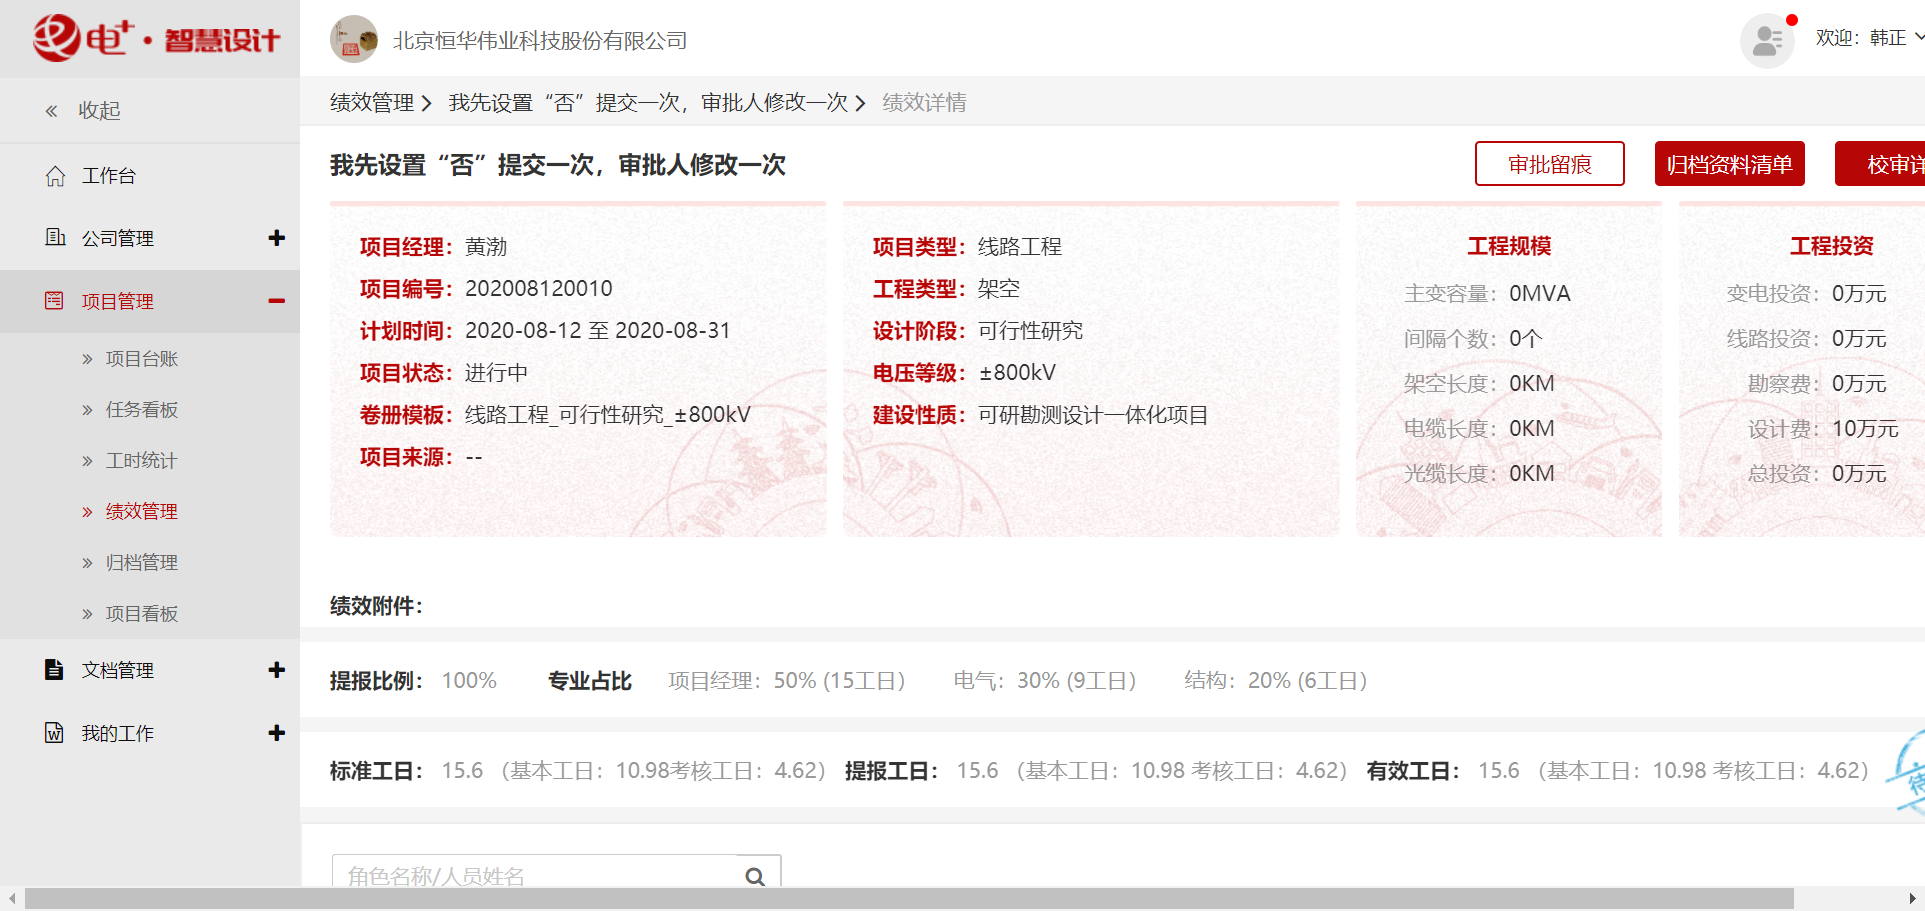 电+·智慧设计
北京恒华伟业科技股份有限公司
欢迎：韩正
收起
工作台
公司管理
项目管理
项目台账
任务看板
工时统计
绩效管理
归档管理
项目看板
文档管理
我的工作
绩效管理 我先设置“否”提交一次，审批人修改一次 绩效详情
我先设置“否”提交一次，审批人修改一次
审批留痕
归档资料清单
校审详
项目经理：黄渤
项目编号：202008120010
计划时间：2020-08-12 至 2020-08-31
项目状态：进行中
卷册模板：线路工程_可行性研究_±800kV
项目来源：--
项目类型：线路工程
工程类型：架空
设计阶段：可行性研究
电压等级：±800kV
建设性质：可研勘测设计一体化项目
工程规模
主变容量：0MVA
间隔个数：0个
架空长度：0KM
电缆长度：0KM
光缆长度：0KM
工程投资
变电投资：0万元
线路投资：0万元
勘察费：0万元
设计费：10万元
总投资：0万元
绩效附件：
提报比例：100% 专业占比 项目经理：50% (15工日) 电气：30% (9工日) 结构：20% (6工日)
标准工日：15.6（基本工日：10.98考核工日：4.62） 提报工日：15.6（基本工日：10.98 考核工日：4.62） 有效工日：15.6（基本工日：10.98 考核工日：4.62）
待
角色名称/人员姓名